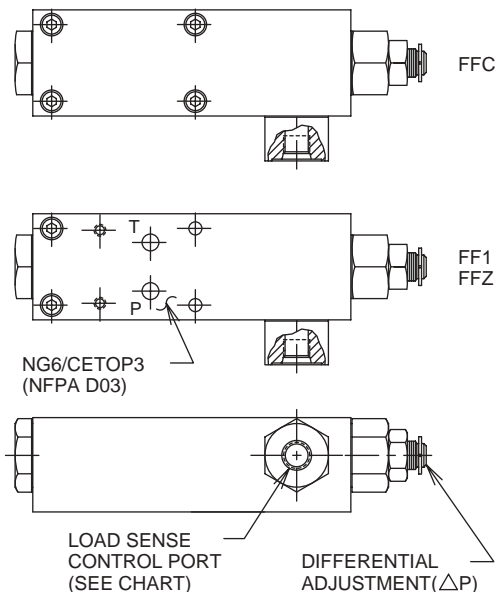 FFC
T
P
FF1
FFZ
NG6/CETOP3
(NFPA D03)
LOAD SENSE
CONTROL PORT
(SEE CHART)
DIFFERENTIAL
ADJUSTMENT(△P)